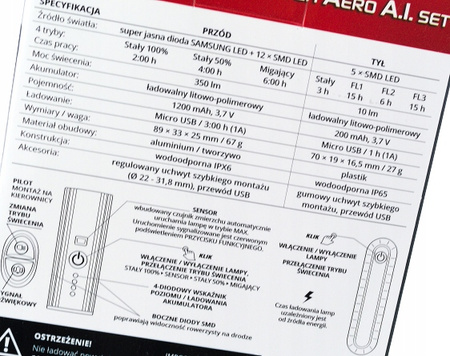 AERO A.I. SET
SPECYFIKACJA
PRZÓD
TYŁ
Źródło światła: super jasna dioda SAMSUNG LED + 12 × SMD LED 5 × SMD LED
4 tryby: Stały 100% Stały 50% Migający Stały FL1 FL2 FL3
Czas pracy: 2:00 h 4:00 h 6:00 h 3 h 15 h 6 h 15 h
Moc świecenia: 350 lm 10 lm
Akumulator: ładowalny litowo-polimerowy ładowalny litowo-polimerowy
Pojemność: 1200 mAh, 3,7 V 200 mAh, 3,7 V
Ładowanie: Micro USB / 3:00 h (1A) Micro USB / 1 h (1A)
Wymiary / waga: 89 × 33 × 25 mm / 67 g 70 × 19 × 16,5 mm / 27 g
Materiał obudowy: aluminium / tworzywo plastik
Konstrukcja: wodoodporna IPX6 wodoodporna IP65
Akcesoria: regulowany uchwyt szybkiego montażu gumowy uchwyt szybkiego
(Ø 22 - 31,8 mm), przewód USB montażu, przewód USB
PILOT
MONTAŻ NA
KIEROWNICY
ZMIANA
TRYBU
ŚWIECENIA
SYGNAŁ
DŹWIĘKOWY
SENSOR
wbudowany czujnik zmierzchu automatycznie
uruchomia lampę w trybie MAX.
Uruchomienie sygnalizowane jest czerwonym
podświetleniem PRZYCISKU FUNKCYJNEGO.
KLIK
WŁĄCZENIE / WYŁĄCZENIE LAMPY.
PRZEŁĄCZENIE TRYBU ŚWIECENIA
STAŁY 100% • SENSOR • STAŁY 50% • MIGAJĄCY
4-DIODOWY WSKAŹNIK
POZIOMU / ŁADOWANIA
AKUMULATORA
BOCZNE DIODY SMD
poprawiają widoczność rowerzysty na drodze
KLIK
WŁĄCZENIE / WYŁĄCZENIE
LAMPY.
PRZEŁĄCZENIE TRYBU
ŚWIECENIA
Czas ładowania lamp
uzależniony jest
od źródła energii.
OSTRZEŻENIE!
Nie ładować